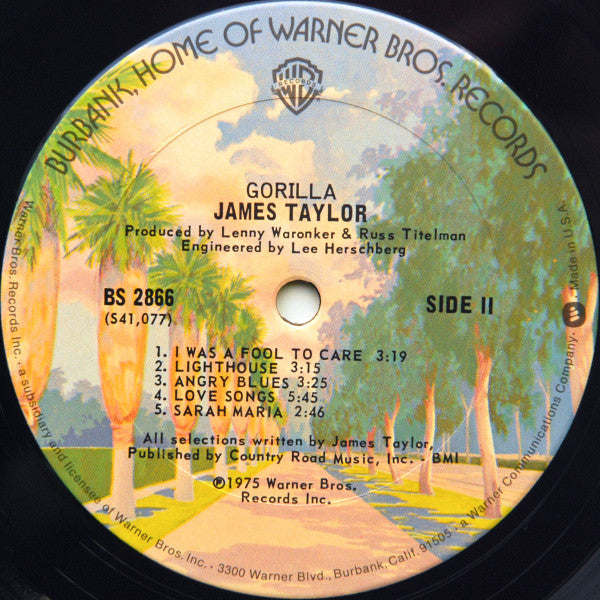 BURBANK, HOME OF WARNER BROS. RECORDS
WB
RECORDS
GORILLA
JAMES TAYLOR
Produced by Lenny Waronker & Russ Titelman
Engineered by Lee Herschberg
BS 2866
(S41,077)
SIDE II
1. I WAS A FOOL TO CARE 3:19
2. LIGHTHOUSE 3:15
3. ANGRY BLUES 3:25
4. LOVE SONGS 5:45
5. SARAH MARIA 2:46
All selections written by James Taylor,
Published by Country Road Music, Inc. - BMI
℗1975 Warner Bros.
Records Inc.
Warner Bros. Records Inc. · a subsidiary and licensee of Warner Bros. Inc. · 3300 Warner Blvd., Burbank, Calif. 91505 · a Warner Communications Company · Made in U.S.A.